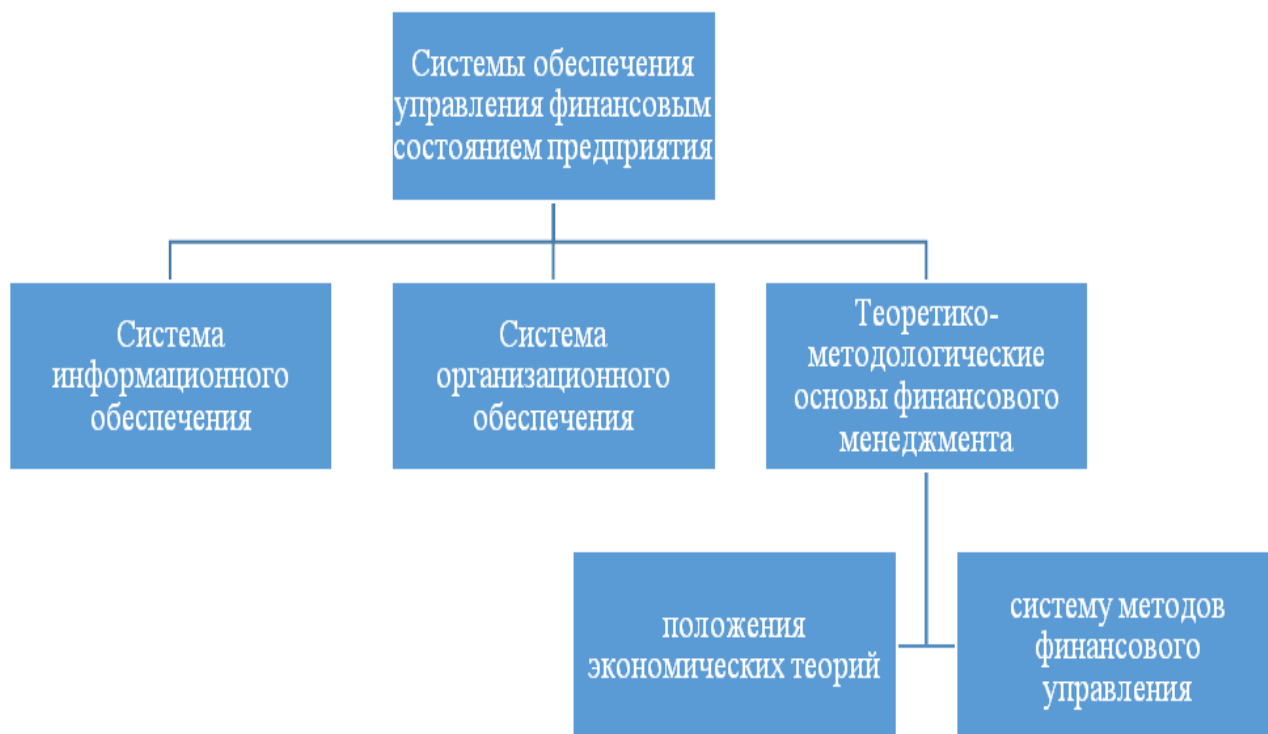 Системы обеспечения
управления финансовым
состоянием предприятия
Система
информационного
обеспечения
Система
организационного
обеспечения
Теоретико-
методологические
основы финансового
менеджмента
положения
экономических теорий
систему методов
финансового
управления